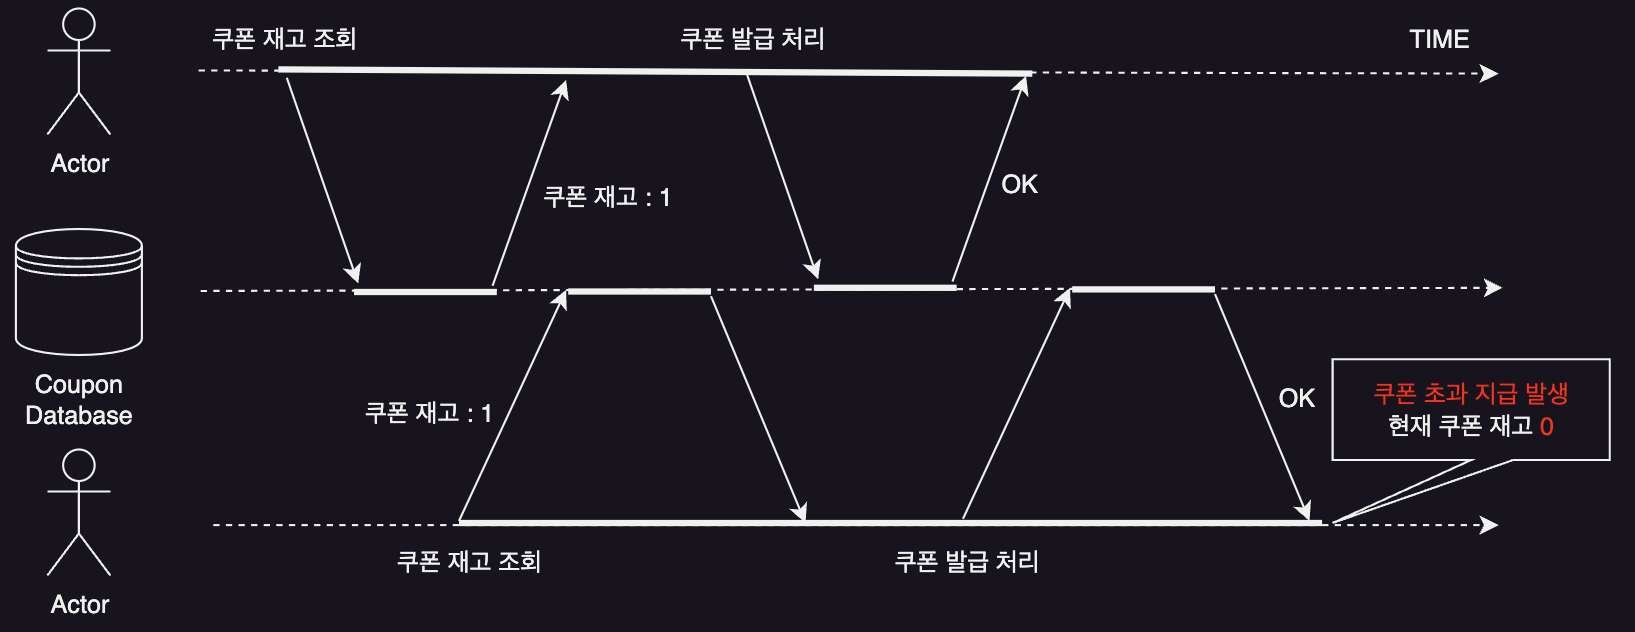 쿠폰 재고 조회
쿠폰 발급 처리
TIME
Actor
쿠폰 재고 : 1
OK
Coupon
Database
쿠폰 재고 : 1
OK
쿠폰 초과 지급 발생
현재 쿠폰 재고 0
쿠폰 재고 조회
쿠폰 발급 처리
Actor